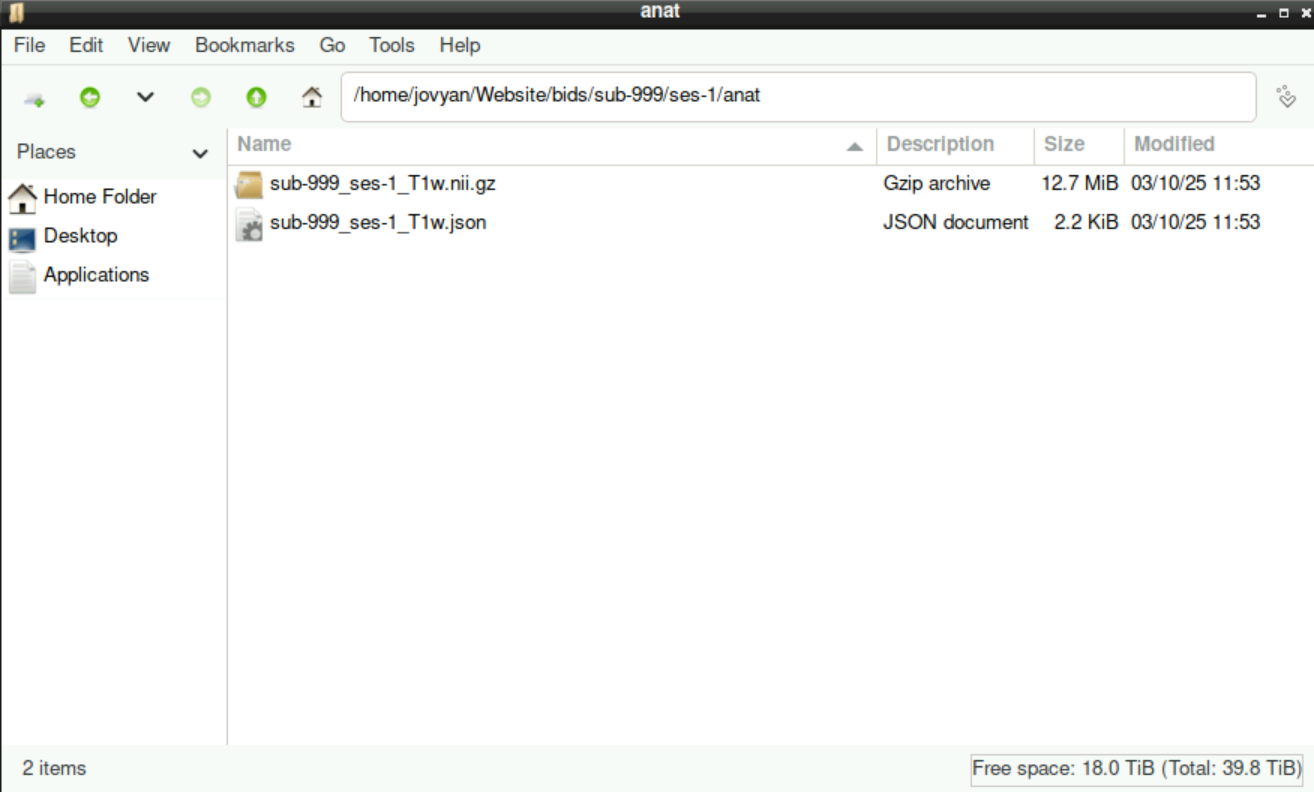 anat
File Edit View Bookmarks Go Tools Help
/home/jovyan/Website/bids/sub-999/ses-1/anat
Places
Home Folder
Desktop
Applications
Name Description Size Modified
sub-999_ses-1_T1w.nii.gz Gzip archive 12.7 MiB 03/10/25 11:53
sub-999_ses-1_T1w.json JSON document 2.2 KiB 03/10/25 11:53
2 items
Free space: 18.0 TiB (Total: 39.8 TiB)